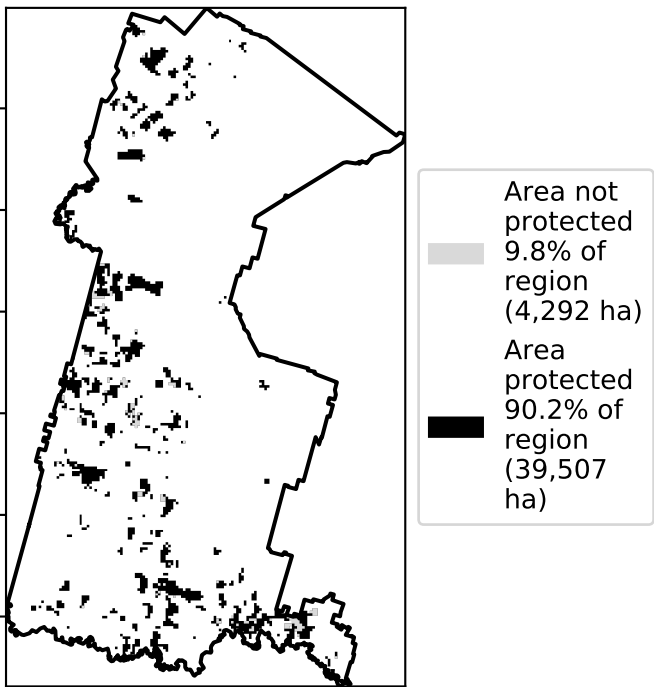 Area not
protected
9.8% of
region
(4,292 ha)
Area
protected
90.2% of
region
(39,507
ha)